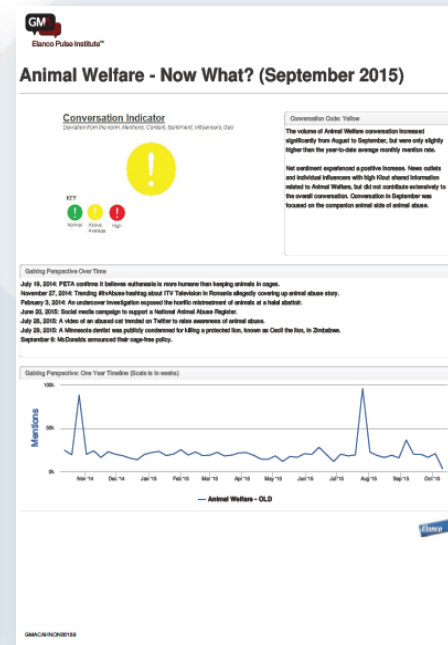 GM
Elanco Pulse Institute™
Animal Welfare - Now What? (September 2015)
Conversation Indicator
Deviation from the norm: Mentions, Content, Sentiment, Influencers, Geo
KEY
Normal
Above Average
High
Conversation Code: Yellow
The volume of Animal Welfare conversation increased
significantly from August to September, but were only slightly
higher than the year-to-date average monthly mention rate.
Net sentiment experienced a positive increase. News outlets
and individual influencers with high Klout shared information
related to Animal Welfare, but did not contribute extensively to
the overall conversation. Conversation in September was
focused on the companion animal side of animal abuse.
Gaining Perspective Over Time
July 19, 2014: PETA confirms it believes euthanasia is more humane than keeping animals in cages.
November 27, 2014: Trending #itvAbuse hashtag about ITV Television in Romania allegedly covering up animal abuse story.
February 3, 2014: An undercover investigation exposed the horrific mistreatment of animals at a halal abattoir.
June 20, 2015: Social media campaign to support a National Animal Abuse Register.
July 28, 2015: A video of an abused cat trended on Twitter to raise awareness of animal abuse.
July 29, 2015: A Minnesota dentist was publicly condemned for killing a protected lion, known as Cecil the lion, in Zimbabwe.
September 6: McDonalds announced their cage-free policy.
Gaining Perspective: One Year Timeline (Scale is in weeks)
100k
50k
0k
Mentions
Nov '14 Dec '14 Jan '15 Feb '15 Mar '15 Apr '15 May '15 Jun '15 Jul '15 Aug '15 Sep '15 Oct '15
Animal Welfare - OLD
Elanco
GMACAHNON00189